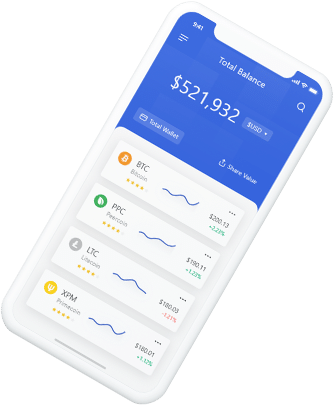 9:41
Total Balance
$521,932
$USD
Total Wallet
Share Value
BTC
Bitcoin
$200.13
+2.23%
PPC
Peercoin
$190.11
+1.23%
LTC
Litecoin
$180.03
-1.21%
XPM
Primecoin
$180.01
+1.12%